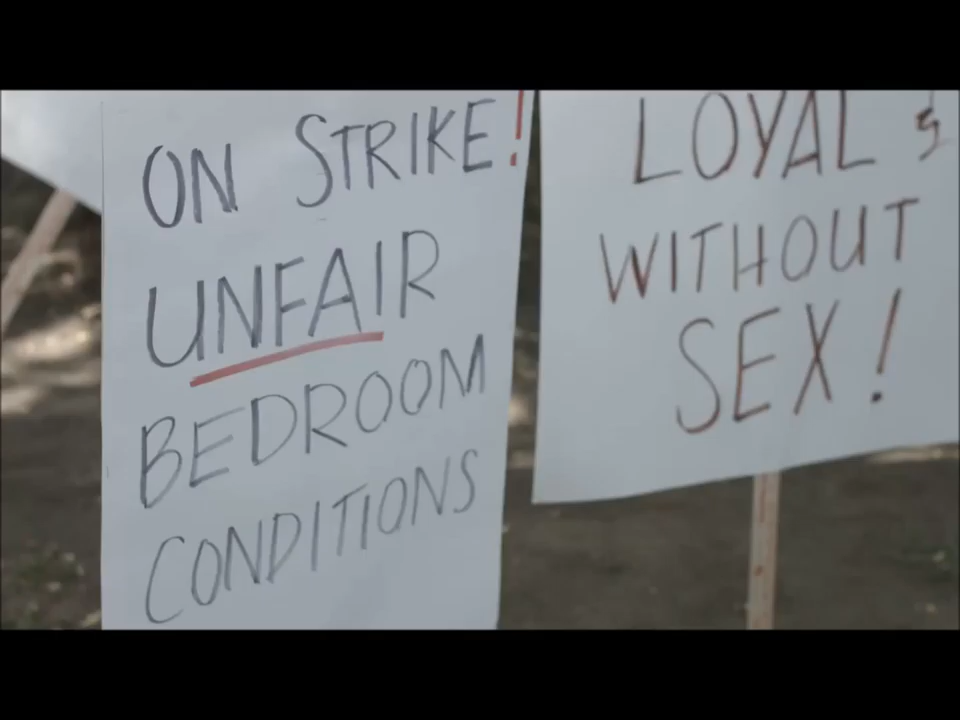 ON STRIKE!
UNFAIR
BEDROOM
CONDITIONS
LOYAL &
WITHOUT
SEX!